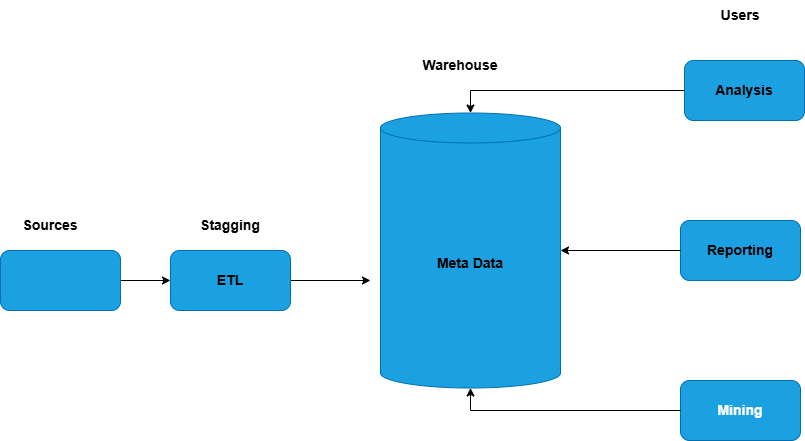 Users
Warehouse
Analysis
Sources
Stagging
Reporting
Meta Data
ETL
Mining